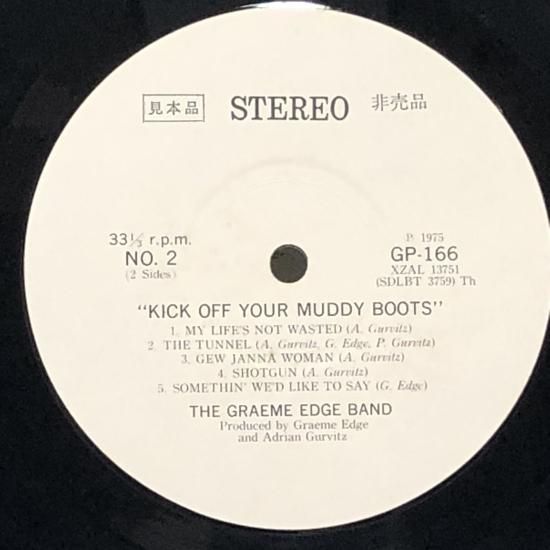 見本品 STEREO 非売品
33⅓ r.p.m.
NO. 2
(2 Sides)
℗ 1975
GP-166
XZAL 13751
(SDLBT 3759) Th
"KICK OFF YOUR MUDDY BOOTS"
1. MY LIFE'S NOT WASTED (A. Gurvitz)
2. THE TUNNEL (A. Gurvitz, G. Edge, P. Gurvitz)
3. GEW JANNA WOMAN (A. Gurvitz)
4. SHOTGUN (A. Gurvitz)
5. SOMETHIN' WE'D LIKE TO SAY (G. Edge)
THE GRAEME EDGE BAND
Produced by Graeme Edge
and Adrian Gurvitz